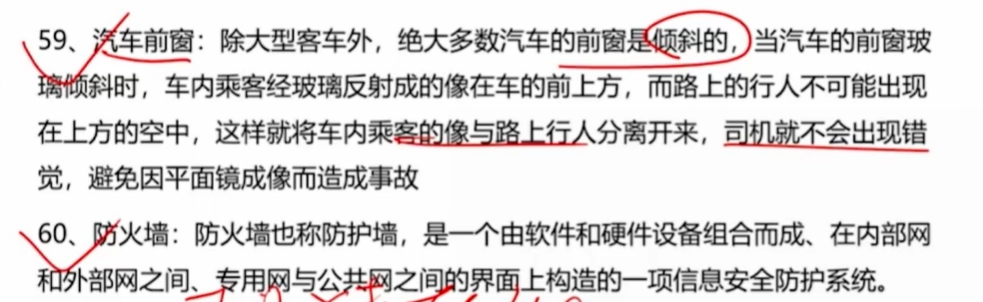 59、汽车前窗：除大型客车外，绝大多数汽车的前窗是倾斜的，当汽车的前窗玻
璃倾斜时，车内乘客经玻璃反射成的像在车的前上方，而路上的行人不可能出现
在上方的空中，这样就将车内乘客的像与路上行人分离开来，司机就不会出现错
觉，避免因平面镜成像而造成事故
60、防火墙：防火墙也称防护墙，是一个由软件和硬件设备组合而成、在内部网
和外部网之间、专用网与公共网之间的界面上构造的一项信息安全防护系统。